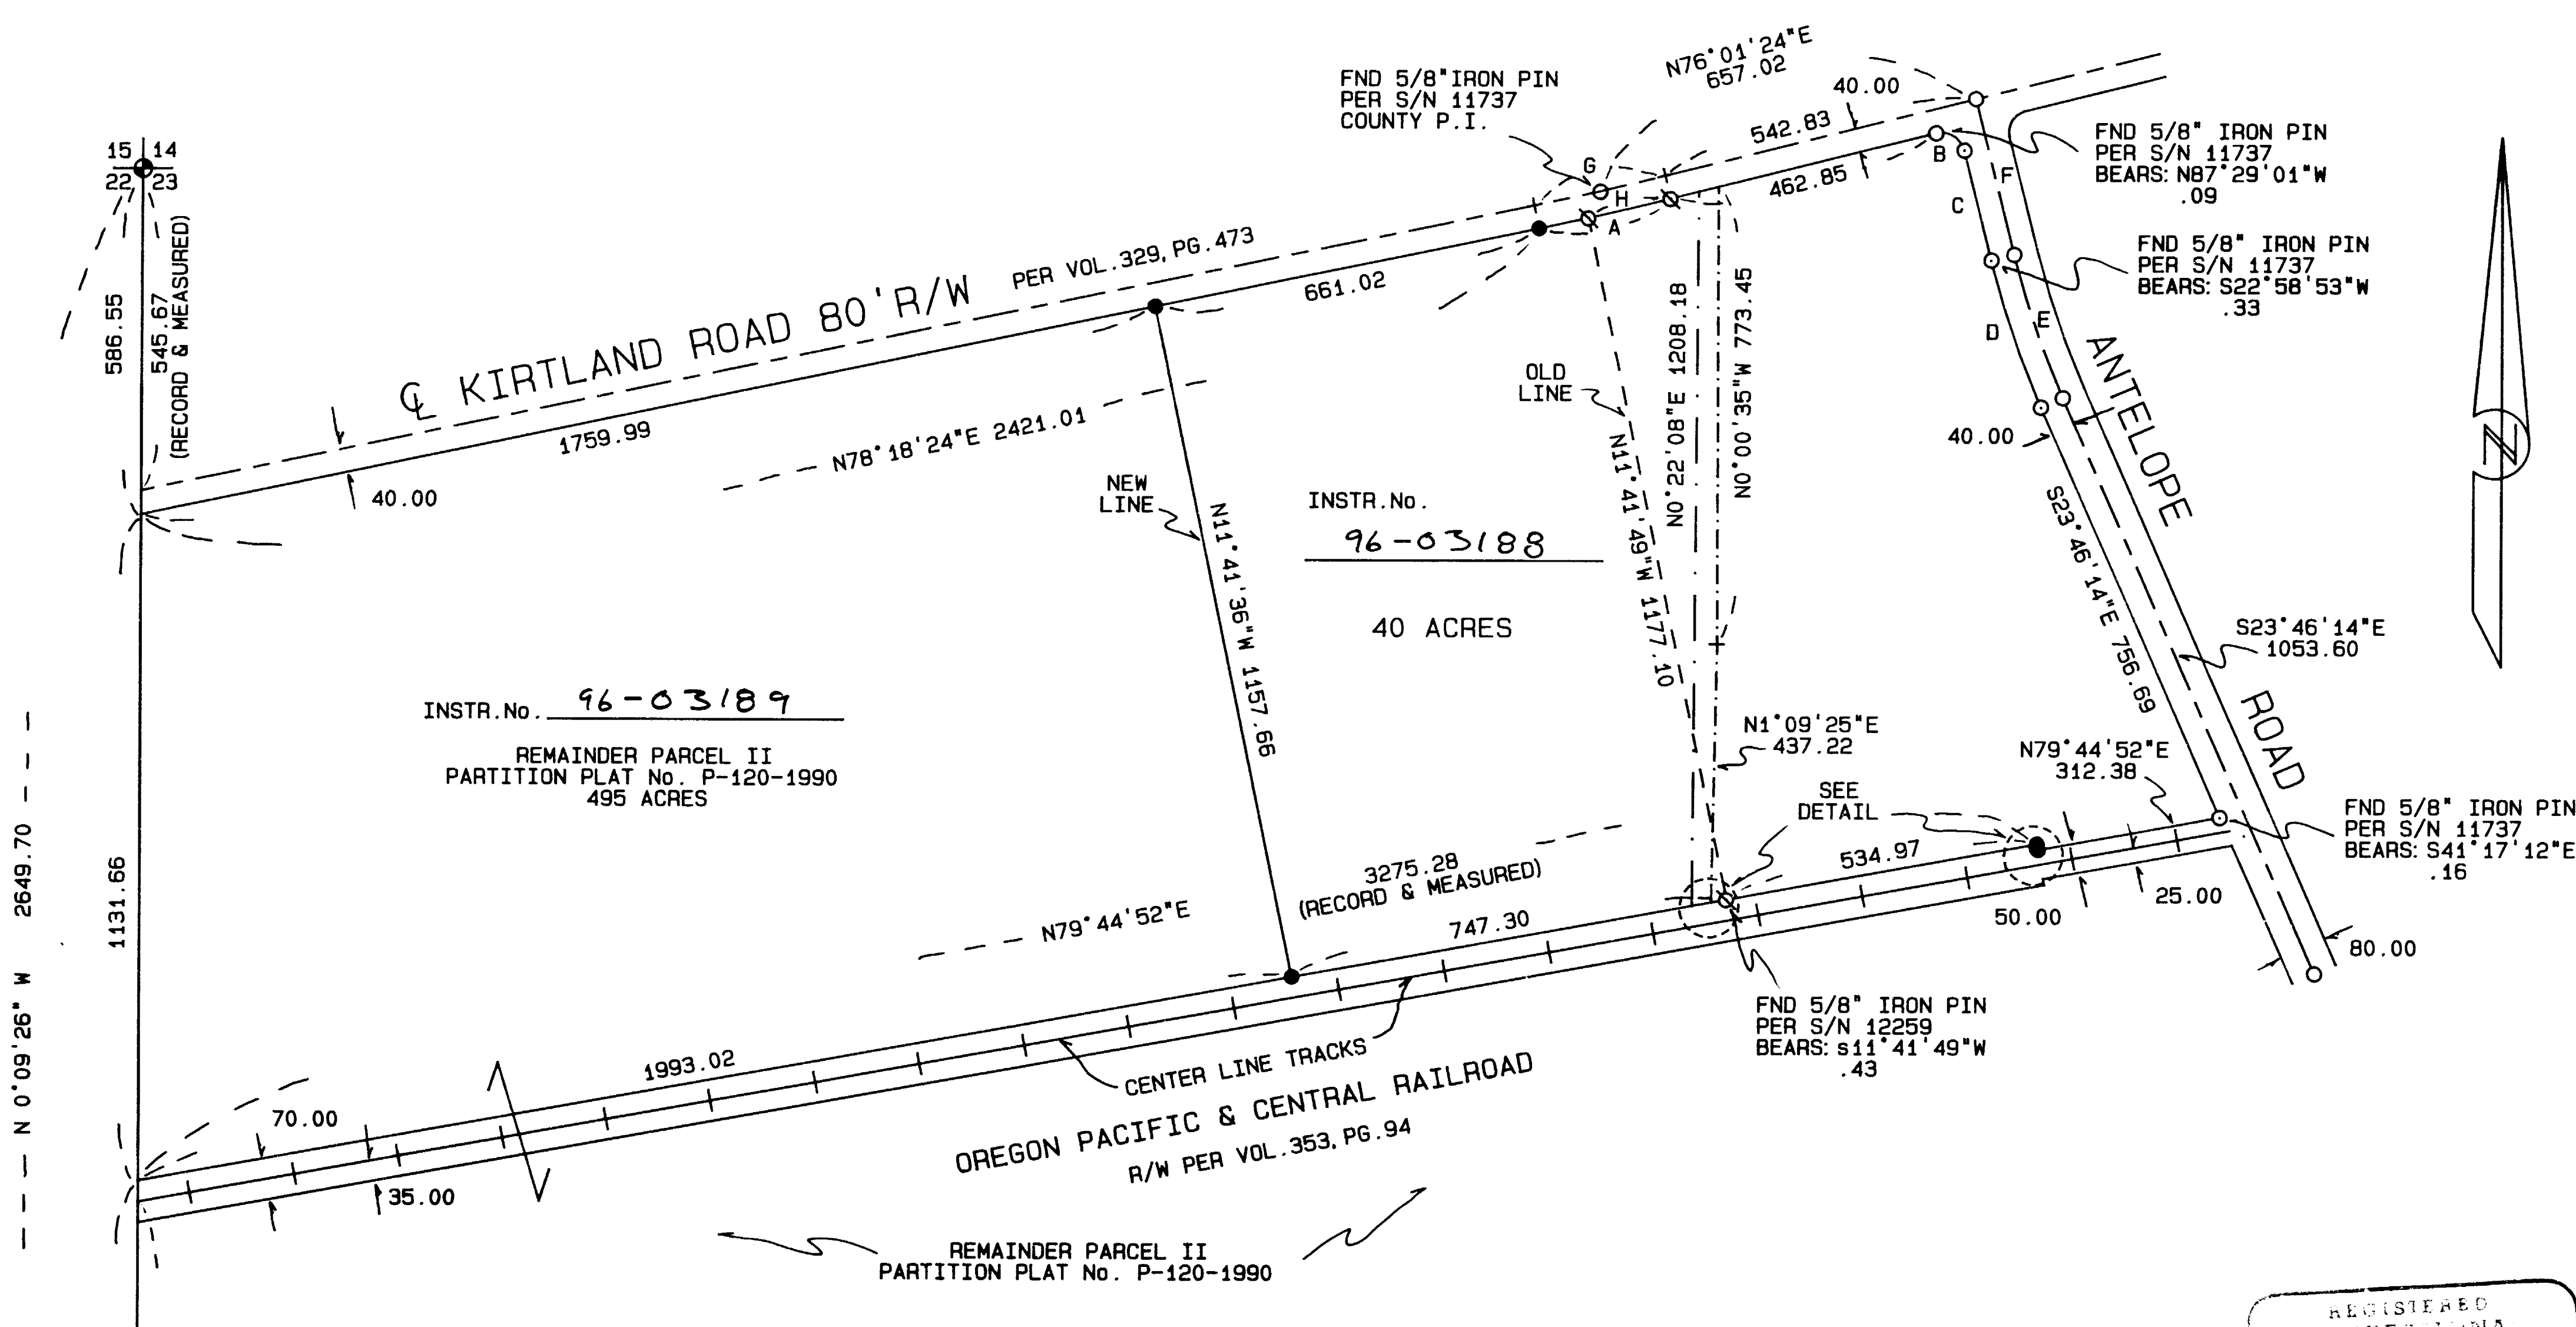 N76°01'24"E
657.02
FND 5/8"IRON PIN
PER S/N 11737
COUNTY P.I.
40.00
542.83
FND 5/8" IRON PIN
PER S/N 11737
BEARS: N87°29'01"W
.09
15 14
22 23
G
H
A
B
F
C
462.85
FND 5/8" IRON PIN
PER S/N 11737
BEARS: S22°58'53"W
.33
586.55
545.67
(RECORD & MEASURED)
℄ KIRTLAND ROAD 80'R/W
PER VOL.329, PG.473
661.02
E
D
1759.99
N78°18'24"E 2421.01
40.00
OLD
LINE
N0°22'08"E 1208.18
N0°00'35"W 773.45
N11°41'49"W 1177.10
40.00
ANTELOPE
ROAD
NEW
LINE
N11°41'36"W 1157.66
INSTR.No.
96-03188
40 ACRES
S23°46'14"E 756.69
S23°46'14"E
1053.60
N
INSTR.No. 96-03189
REMAINDER PARCEL II
PARTITION PLAT No. P-120-1990
495 ACRES
N1°09'25"E
437.22
N79°44'52"E
312.38
SEE
DETAIL
FND 5/8" IRON PIN
PER S/N 11737
BEARS: S41°17'12"E
.16
N 0°09'26" W 2649.70
1131.66
3275.28
(RECORD & MEASURED)
N79°44'52"E
747.30
534.97
50.00
25.00
80.00
FND 5/8" IRON PIN
PER S/N 12259
BEARS: s11°41'49"W
.43
1993.02
CENTER LINE TRACKS
OREGON PACIFIC & CENTRAL RAILROAD
R/W PER VOL.353, PG.94
70.00
35.00
REMAINDER PARCEL II
PARTITION PLAT No. P-120-1990
REGISTERED